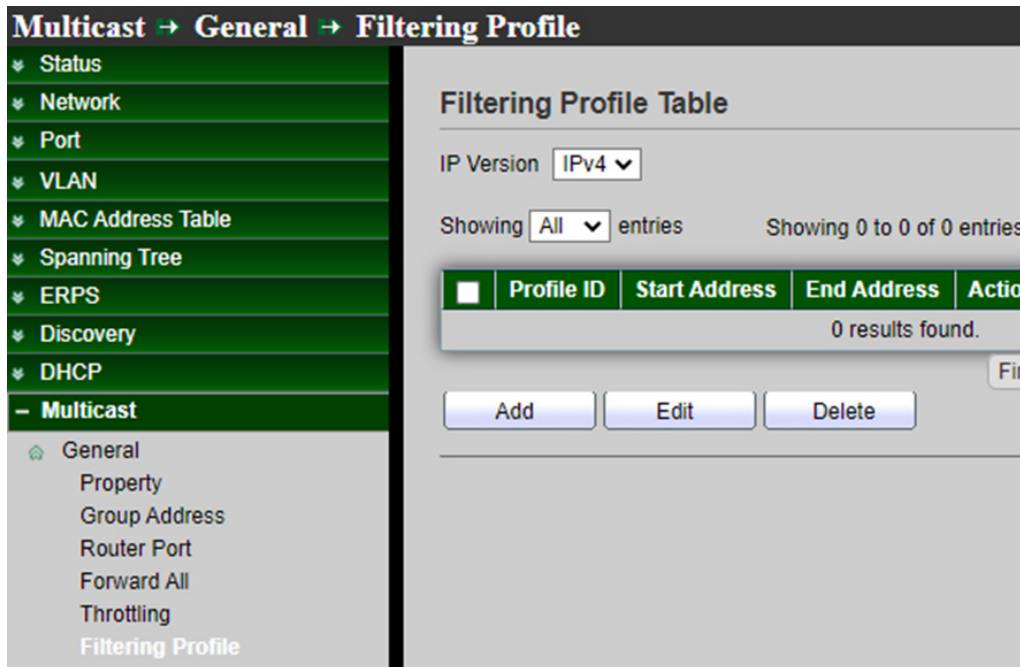 Multicast → General → Filtering Profile
Status
Network
Port
VLAN
MAC Address Table
Spanning Tree
ERPS
Discovery
DHCP
Multicast
General
Property
Group Address
Router Port
Forward All
Throttling
Filtering Profile
Filtering Profile Table
IP Version IPv4
Showing All entries Showing 0 to 0 of 0 entries
Profile ID Start Address End Address Actio
0 results found.
Fir
Add Edit Delete